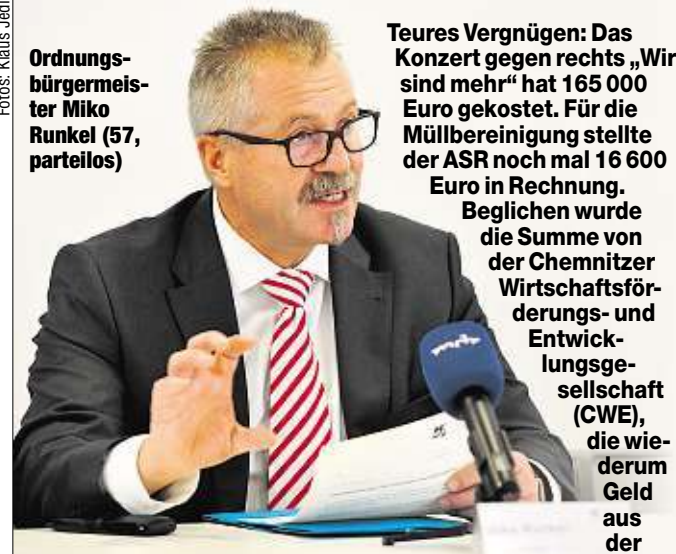 Fotos: Klaus Jedl
Ordnungs-
bürgermeis-
ter Miko
Runkel (57,
parteilos)
Teures Vergnügen: Das
Konzert gegen rechts „Wir
sind mehr“ hat 165 000
Euro gekostet. Für die
Müllbereinigung stellte
der ASR noch mal 16 600
Euro in Rechnung.
Beglichen wurde
die Summe von
der Chemnitzer
Wirtschaftsför-
derungs- und
Entwick-
lungsge-
sellschaft
(CWE),
die wie-
derum
Geld
aus
der